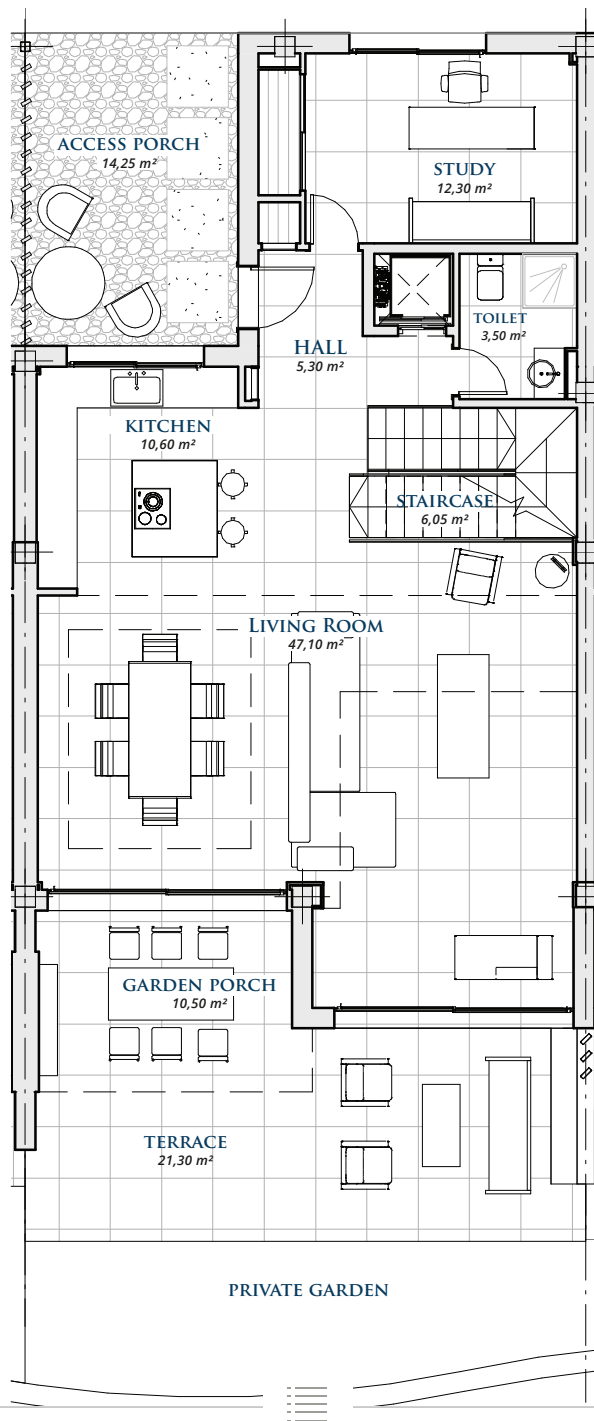 ACCESS PORCH
14,25 m²
STUDY
12,30 m²
TOILET
3,50 m²
HALL
5,30 m²
KITCHEN
10,60 m²
STAIRCASE
6,05 m²
LIVING ROOM
47,10 m²
GARDEN PORCH
10,50 m²
TERRACE
21,30 m²
PRIVATE GARDEN